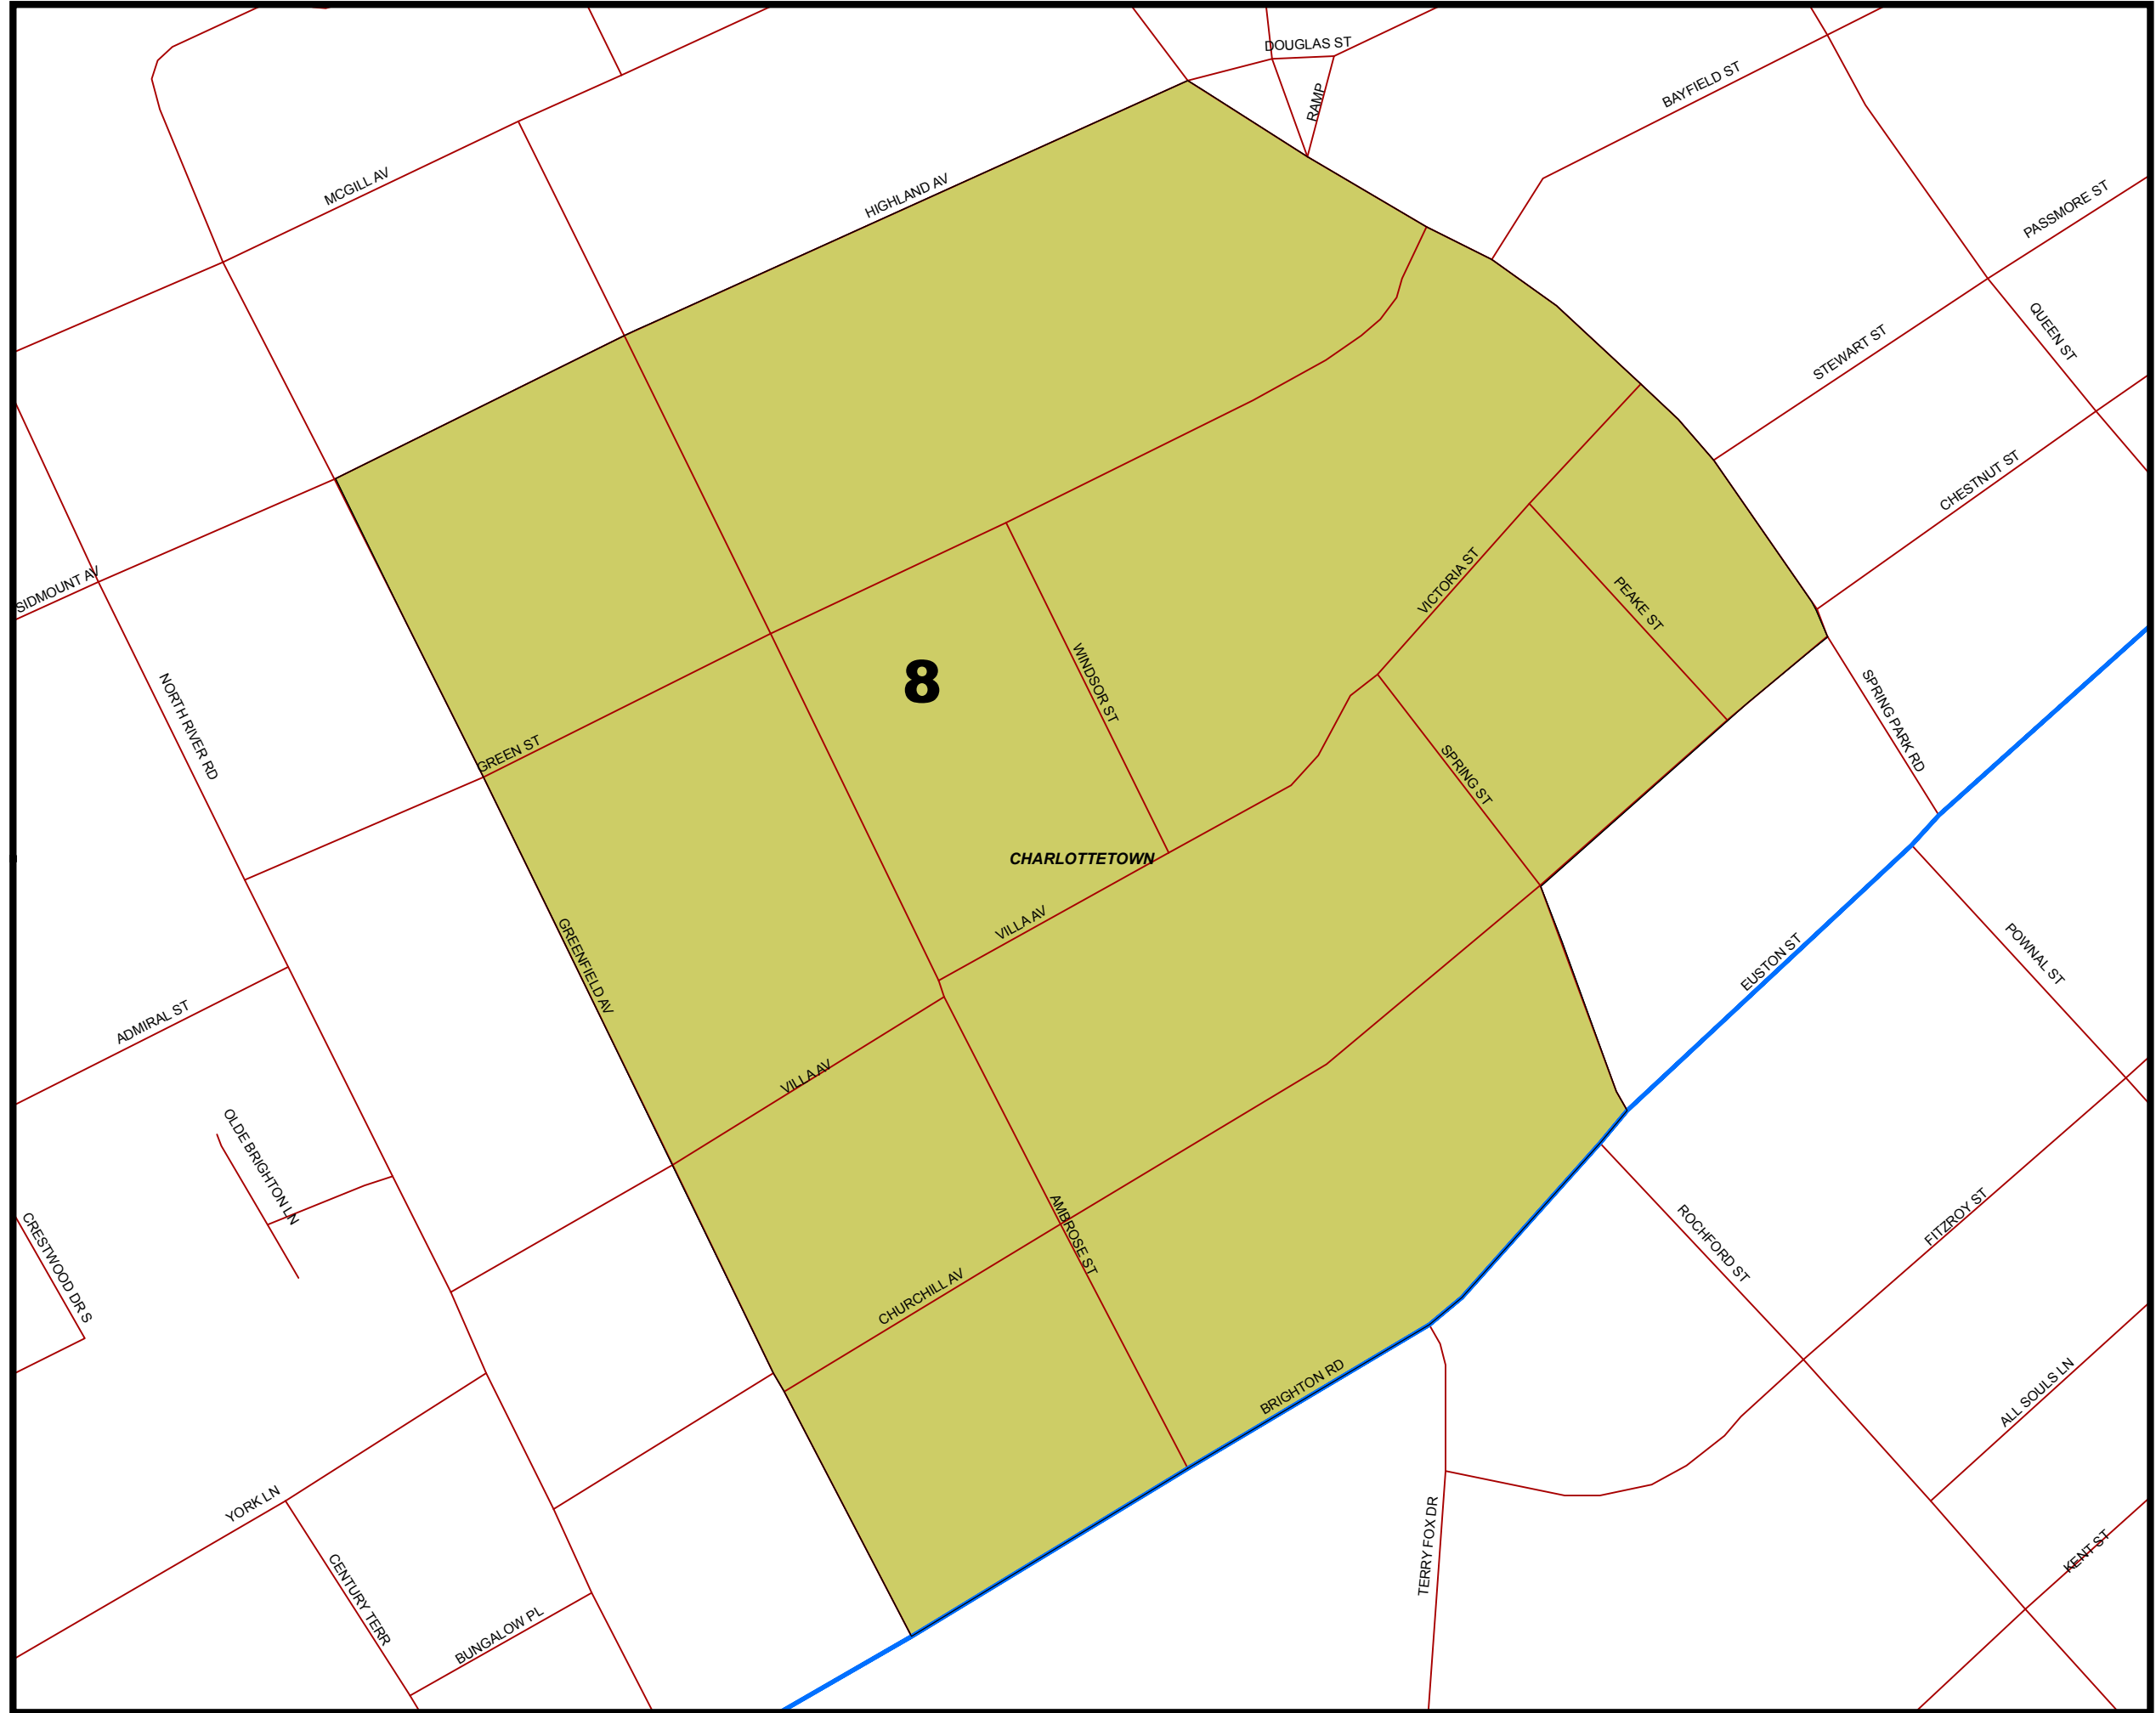 DOUGLAS ST
BAYFIELD ST
RAMP
MCGILL AV
HIGHLAND AV
PASSMORE ST
QUEEN ST
STEWART ST
CHESTNUT ST
SIDMOUNT AV
VICTORIA ST
PEAKE ST
NORTH RIVER RD
8
WINDSOR ST
SPRING PARK RD
GREEN ST
SPRING ST
CHARLOTTETOWN
GREENFIELD AV
VILLA AV
EUSTON ST
POWNAL ST
ADMIRAL ST
VILLA AV
OLDE BRIGHTON LN
CRESTWOOD DR S
AMBROSE ST
ROCHFORD ST
FITZROY ST
CHURCHILL AV
BRIGHTON RD
ALL SOULS LN
YORK LN
TERRY FOX DR
KENT ST
CENTURY TERR
BUNGALOW PL